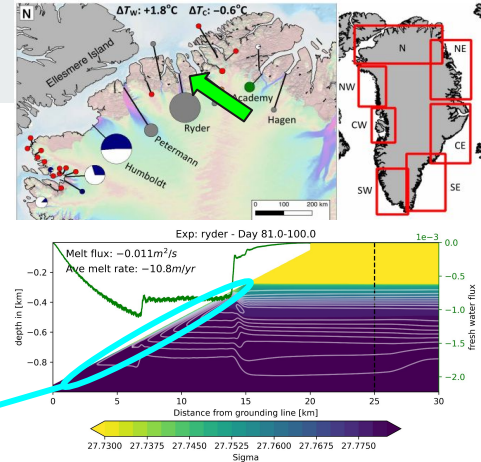 N
ΔTW: +1.8°C ΔTC: −0.6°C
Ellesmere Island
Academy
Ryder
Hagen
Petermann
Humboldt
0 100 200 km
N
NE
NW
CW
CE
SW
SE
Exp: ryder - Day 81.0-100.0
Melt flux: −0.011m²/s
Ave melt rate: −10.8m/yr
1e−3
0.0
−0.2
−0.5
−0.4
−1.0
−0.6
−1.5
−0.8
−2.0
depth in [km]
fresh water flux
0 5 10 15 20 25 30
Distance from grounding line [km]
27.7300 27.7375 27.7450 27.7525 27.7600 27.7675 27.7750
Sigma